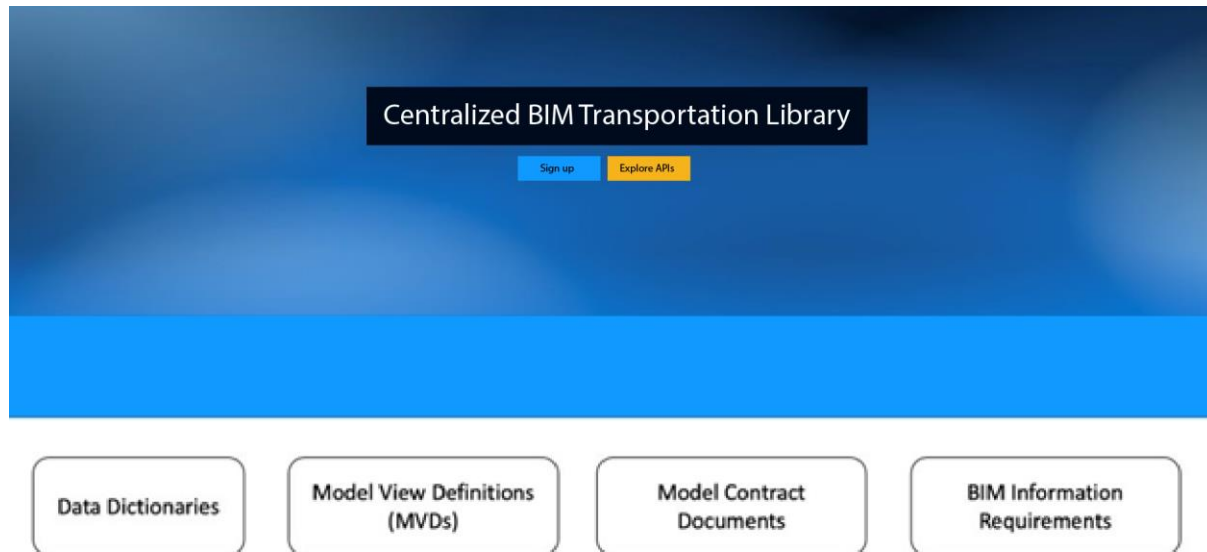 Centralized BIM Transportation Library
Sign up
Explore APIs
Data Dictionaries
Model View Definitions
(MVDs)
Model Contract
Documents
BIM Information
Requirements